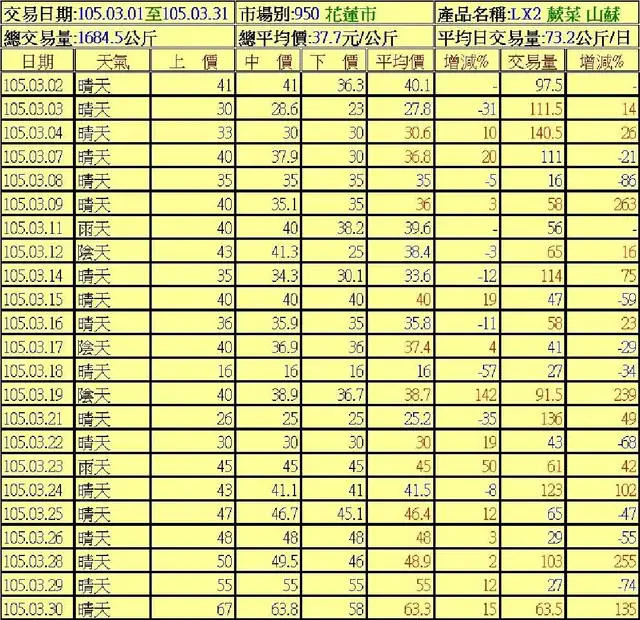 交易日期:105.03.01至105.03.31 市場別:950 花蓮市 產品名稱:LX2 蕨菜 山蘇
總交易量:1684.5公斤 總平均價:37.7元/公斤 平均日交易量:73.2公斤/日
日期 天氣 上 價 中 價 下 價 平均價 增減% 交易量 增減%
105.03.02 晴天 41 41 36.3 40.1 - 97.5 -
105.03.03 晴天 30 28.6 23 27.8 -31 111.5 14
105.03.04 晴天 33 30 30 30.6 10 140.5 26
105.03.07 晴天 40 37.9 30 36.8 20 111 -21
105.03.08 晴天 35 35 35 35 -5 16 -86
105.03.09 晴天 40 35.1 35 36 3 58 263
105.03.11 雨天 40 40 38.2 39.6 - 56 -
105.03.12 陰天 43 41.3 25 38.4 -3 65 16
105.03.14 晴天 35 34.3 30.1 33.6 -12 114 75
105.03.15 晴天 40 40 40 40 19 47 -59
105.03.16 晴天 36 35.9 35 35.8 -11 58 23
105.03.17 陰天 40 36.9 36 37.4 4 41 -29
105.03.18 晴天 16 16 16 16 -57 27 -34
105.03.19 陰天 40 38.9 36.7 38.7 142 91.5 239
105.03.21 晴天 26 25 25 25.2 -35 136 49
105.03.22 晴天 30 30 30 30 19 43 -68
105.03.23 雨天 45 45 45 45 50 61 42
105.03.24 晴天 43 41.1 41 41.5 -8 123 102
105.03.25 晴天 47 46.7 45.1 46.4 12 65 -47
105.03.26 晴天 48 48 48 48 3 29 -55
105.03.28 晴天 50 49.5 46 48.9 2 103 255
105.03.29 晴天 55 55 55 55 12 27 -74
105.03.30 晴天 67 63.8 58 63.3 15 63.5 135